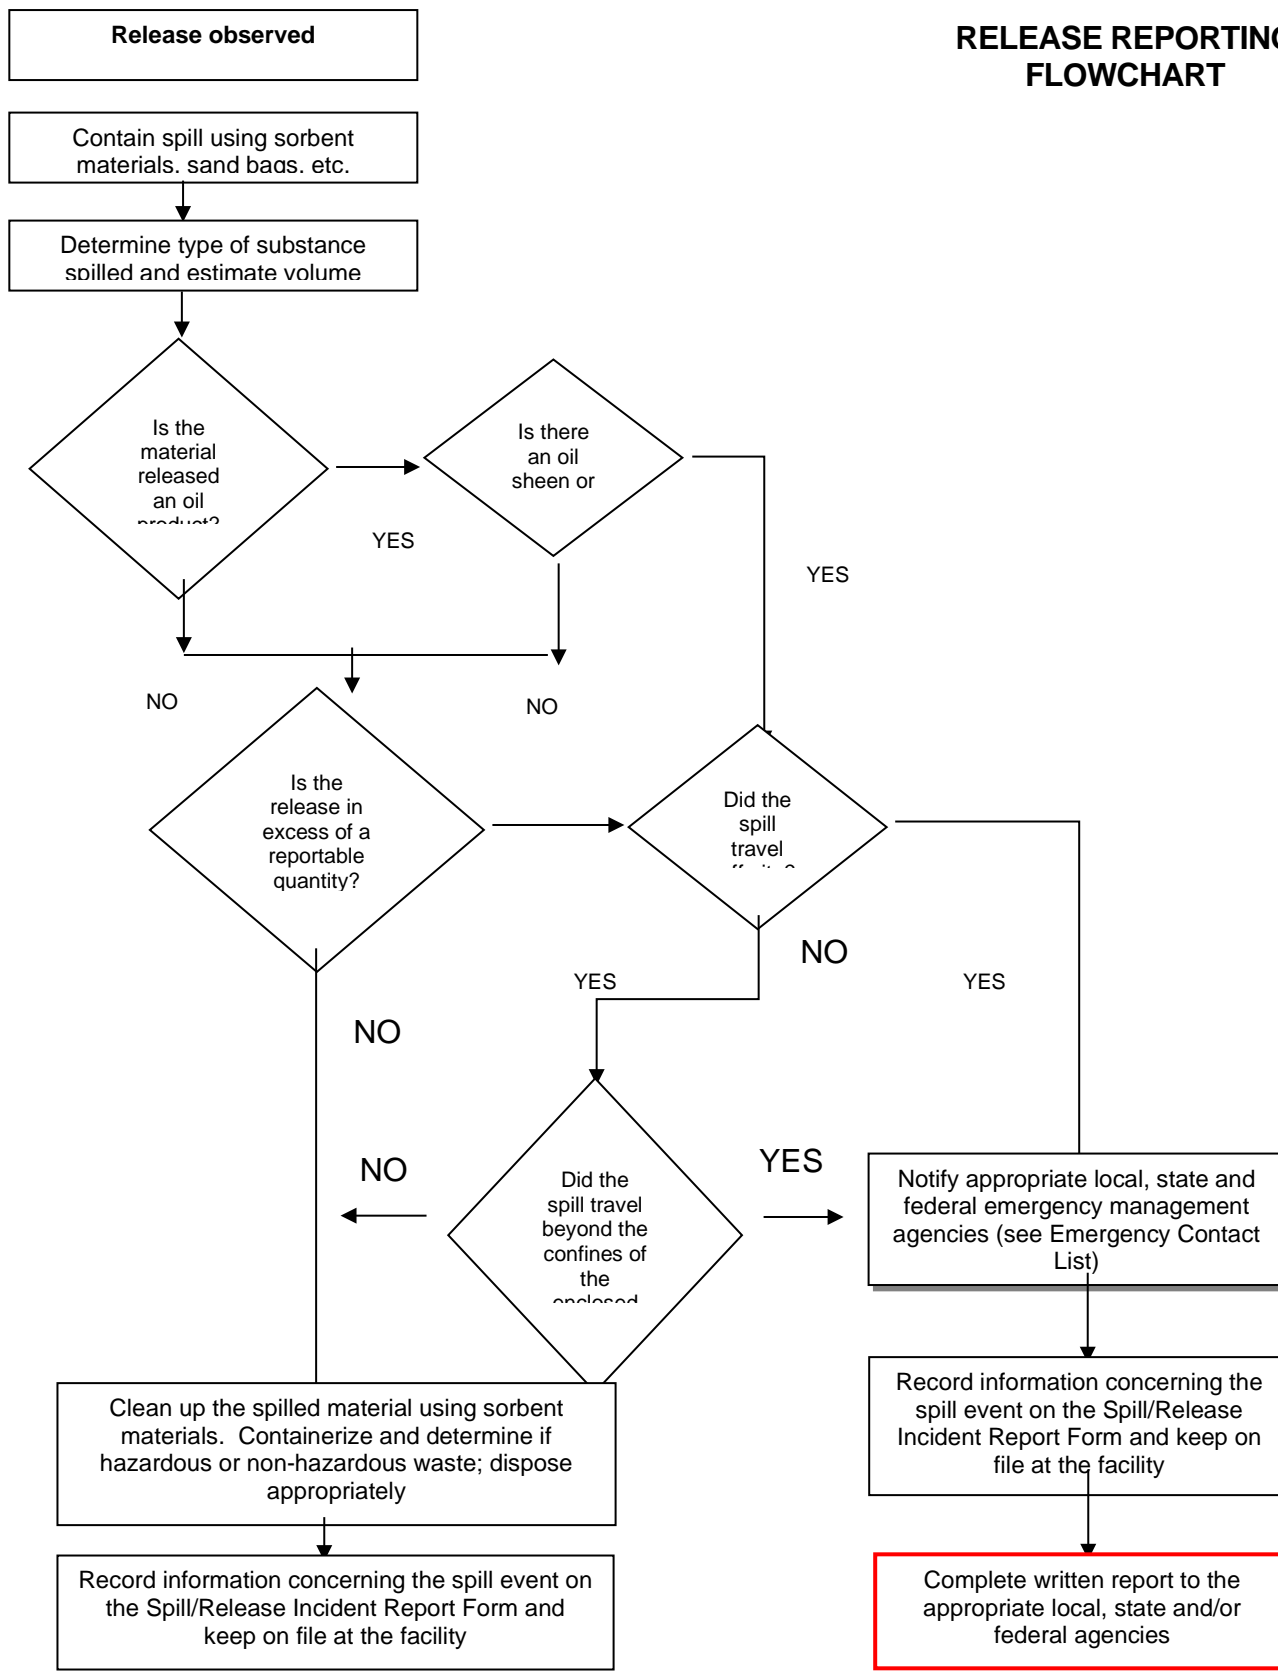 Release observed
RELEASE REPORTING
FLOWCHART
Contain spill using sorbent
materials, sand bags, etc.
Determine type of substance
spilled and estimate volume
Is the
material
released
an oil
product?
Is there
an oil
sheen or
YES
YES
NO
NO
Is the
release in
excess of a
reportable
quantity?
Did the
spill
travel
NO
YES
YES
NO
NO
YES
Did the
spill travel
beyond the
confines of
the
enclosed
Notify appropriate local, state and
federal emergency management
agencies (see Emergency Contact
List)
Clean up the spilled material using sorbent
materials.  Containerize and determine if
hazardous or non-hazardous waste; dispose
appropriately
Record information concerning the
spill event on the Spill/Release
Incident Report Form and keep on
file at the facility
Record information concerning the spill event on
the Spill/Release Incident Report Form and
keep on file at the facility
Complete written report to the
appropriate local, state and/or
federal agencies